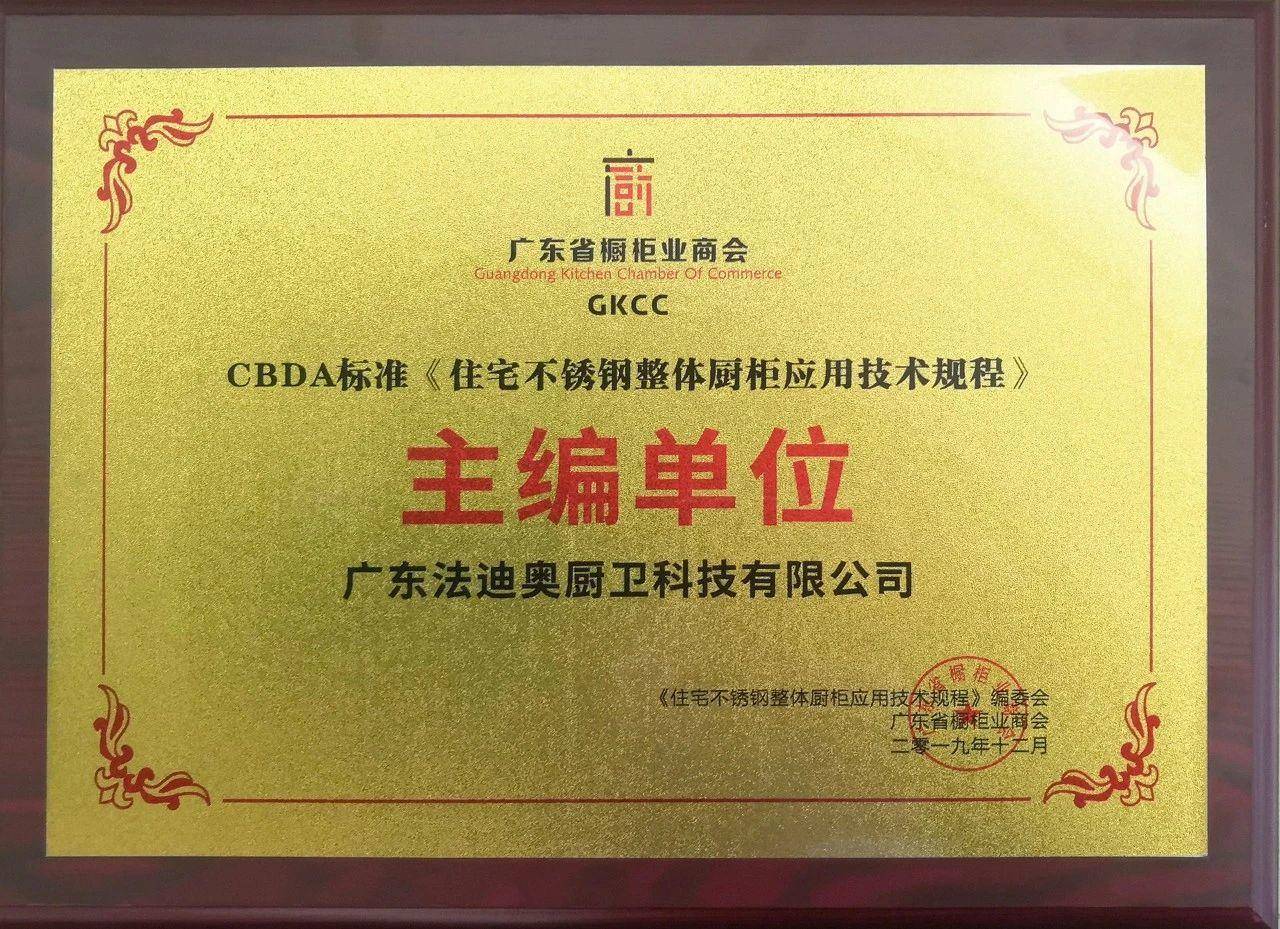 广东省橱柜业商会
Guangdong Kitchen Chamber Of Commerce
GKCC
CBDA标准《住宅不锈钢整体厨柜应用技术规程》
主编单位
广东法迪奥厨卫科技有限公司
《住宅不锈钢整体厨柜应用技术规程》编委会
广东省橱柜业商会
二零一九年十二月